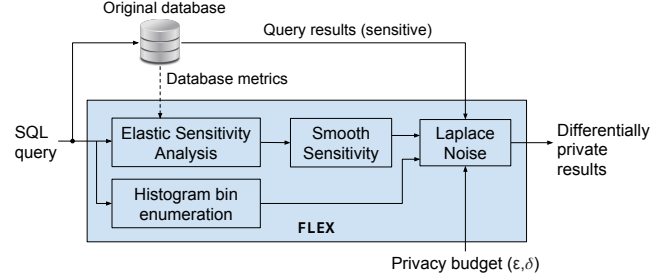 Original database
Query results (sensitive)
Database metrics
SQL
query
Elastic Sensitivity
Analysis
Smooth
Sensitivity
Laplace
Noise
Differentially
private
results
Histogram bin
enumeration
FLEX
Privacy budget (ε,δ)